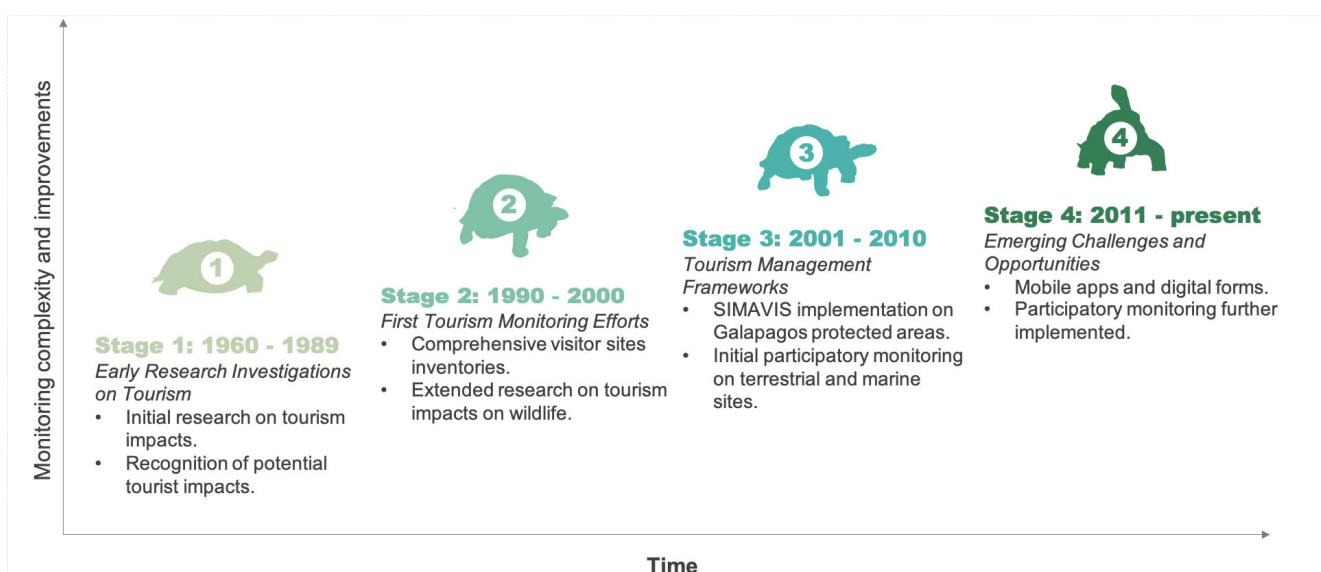 Monitoring complexity and improvements
1
Stage 1: 1960 - 1989
Early Research Investigations
on Tourism
• Initial research on tourism
impacts.
• Recognition of potential
tourist impacts.
2
Stage 2: 1990 - 2000
First Tourism Monitoring Efforts
• Comprehensive visitor sites
inventories.
• Extended research on tourism
impacts on wildlife.
3
Stage 3: 2001 - 2010
Tourism Management
Frameworks
• SIMAVIS implementation on
Galapagos protected areas.
• Initial participatory monitoring
on terrestrial and marine
sites.
4
Stage 4: 2011 - present
Emerging Challenges and
Opportunities
• Mobile apps and digital forms.
• Participatory monitoring further
implemented.
Time